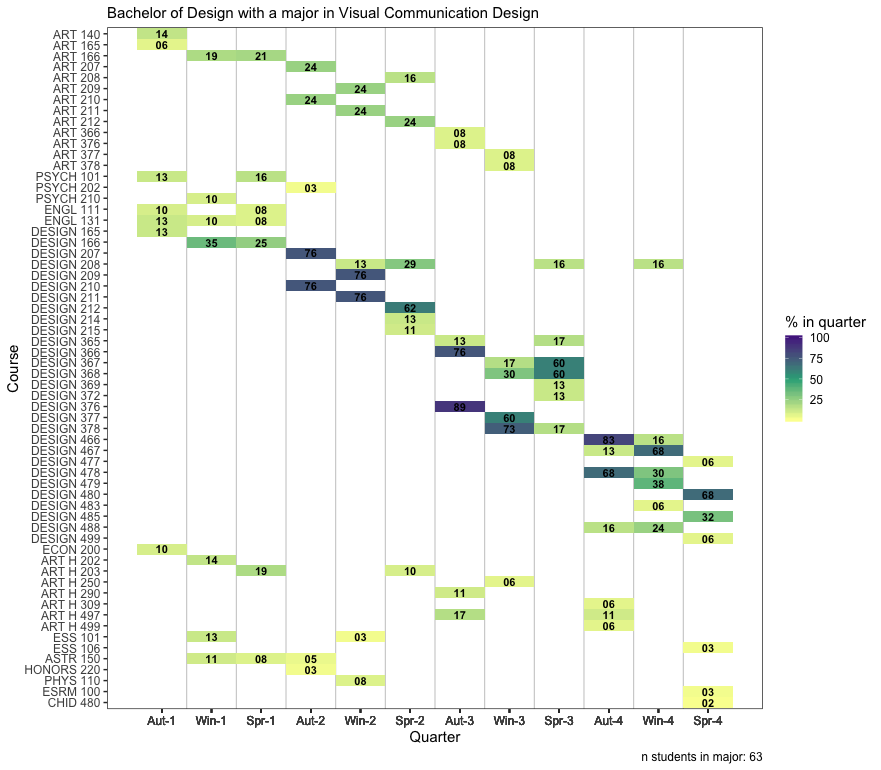 Bachelor of Design with a major in Visual Communication Design
ART 140 14
ART 165 06
ART 166 19 21
ART 207 24
ART 208 16
ART 209 24
ART 210 24
ART 211 24
ART 212 24
ART 366 08
ART 376 08
ART 377 08
ART 378 08
PSYCH 101 13 16
PSYCH 202 03
PSYCH 210 10
ENGL 111 10 08
ENGL 131 13 10 08
DESIGN 165 13
DESIGN 166 35 25
DESIGN 207 76
DESIGN 208 13 29 16 16
DESIGN 209 76
DESIGN 210 76
DESIGN 211 76
DESIGN 212 62
DESIGN 214 13
DESIGN 215 11
DESIGN 365 13 17
DESIGN 366 76
DESIGN 367 17 60
DESIGN 368 30 60
DESIGN 369 13
DESIGN 372 13
DESIGN 376 89
DESIGN 377 60
DESIGN 378 73 17
DESIGN 466 83 16
DESIGN 467 13 68
DESIGN 477 06
DESIGN 478 68 30
DESIGN 479 38
DESIGN 480 68
DESIGN 483 06
DESIGN 485 32
DESIGN 488 16 24
DESIGN 499 06
ECON 200 10
ART H 202 14
ART H 203 19 10
ART H 250 06
ART H 290 11
ART H 309 06
ART H 497 17 11
ART H 499 06
ESS 101 13 03
ESS 106 03
ASTR 150 11 08 05
HONORS 220 03
PHYS 110 08
ESRM 100 03
CHID 480 02
Course
Aut-1 Win-1 Spr-1 Aut-2 Win-2 Spr-2 Aut-3 Win-3 Spr-3 Aut-4 Win-4 Spr-4
Quarter
% in quarter
100
75
50
25
n students in major: 63